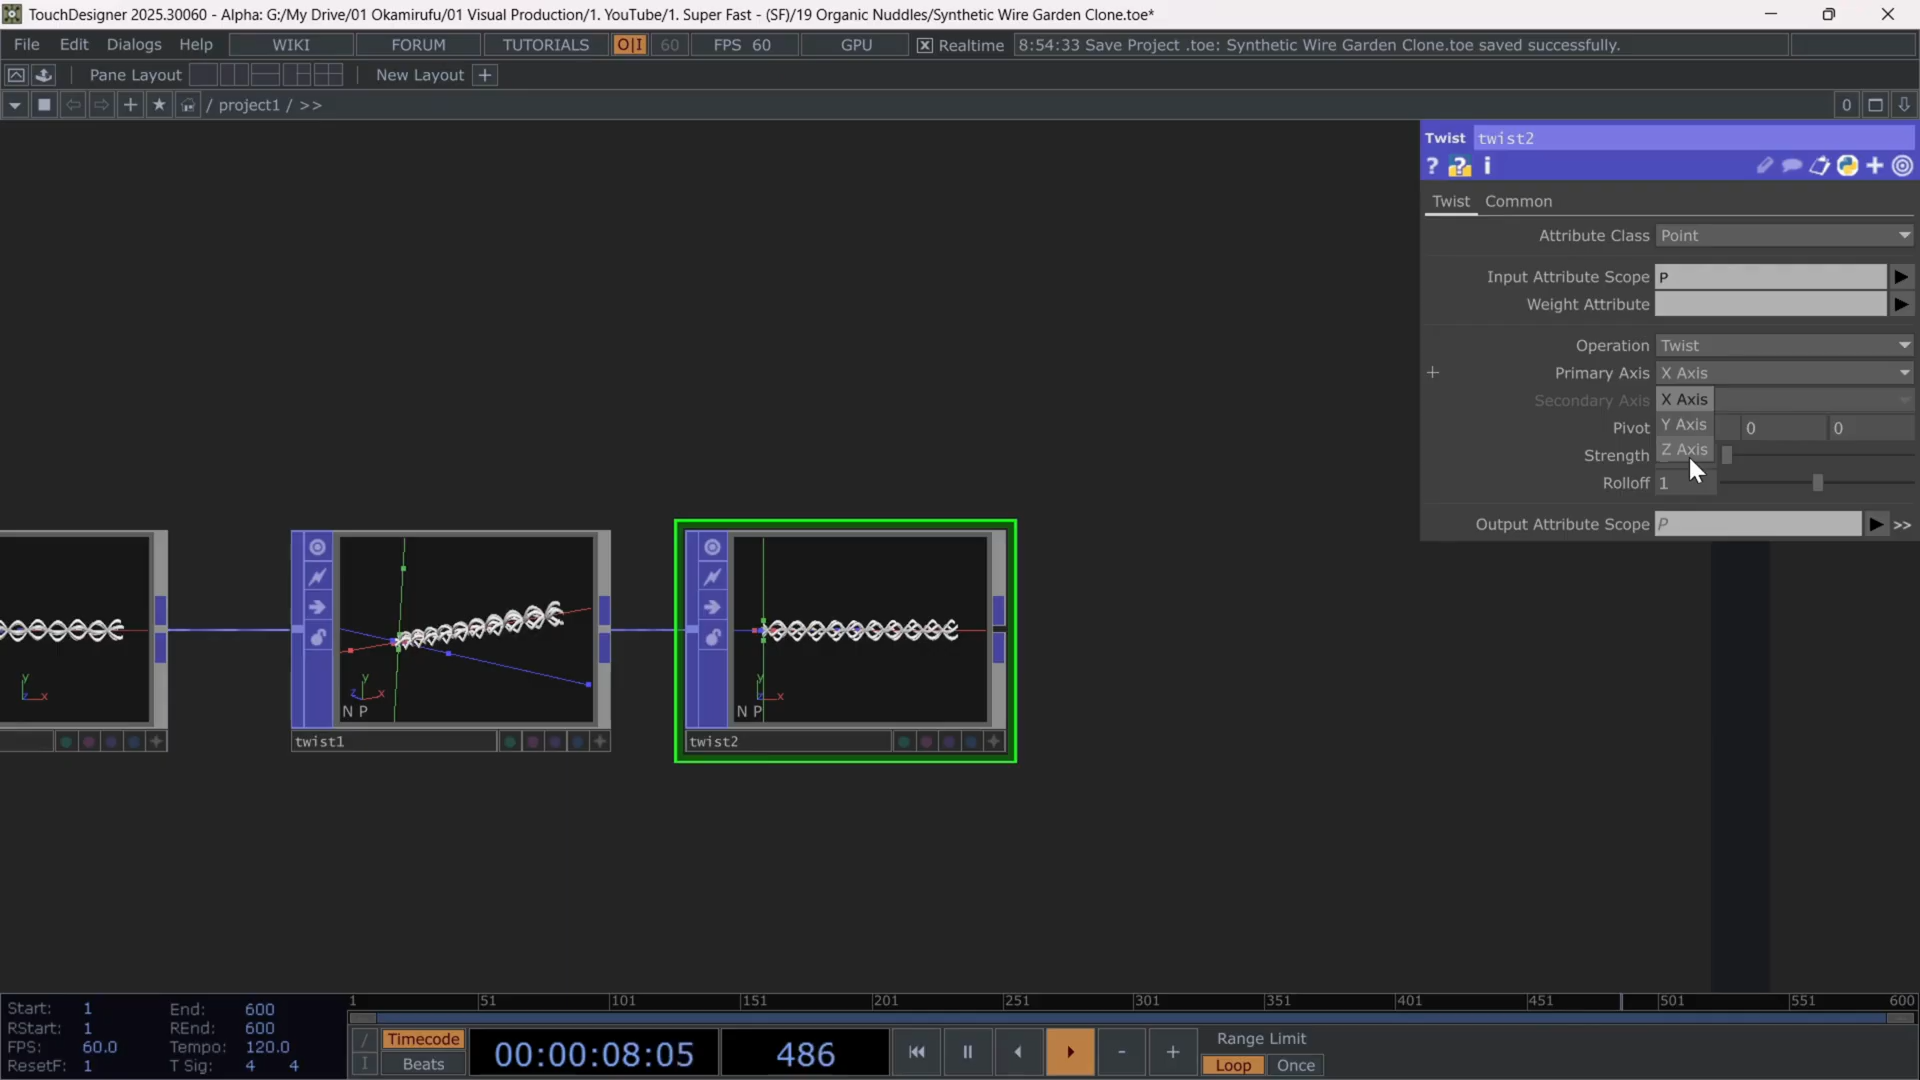 TouchDesigner 2025.30060 - Alpha: G:/My Drive/01 Okamirufu/01 Visual Production/1. YouTube/1. Super Fast - (SF)/19 Organic Nuddles/Synthetic Wire Garden Clone.toe*
File Edit Dialogs Help WIKI FORUM TUTORIALS O|I 60 FPS 60 GPU Realtime 8:54:33 Save Project .toe: Synthetic Wire Garden Clone.toe saved successfully.
Pane Layout New Layout +
/ project1 / >> 0
Twist twist2
? ? i
Twist Common
Attribute Class Point
Input Attribute Scope P
Weight Attribute
Operation Twist
+ Primary Axis X Axis
Secondary Axis X Axis
Y Axis
Pivot 0 0
Z Axis
Strength
Rolloff 1
Output Attribute Scope P >>
y x
y z x
N P
y z x
N P
twist1
twist2
1 51 101 151 201 251 301 351 401 451 501 551 600
Start: 1 End: 600
RStart: 1 REnd: 600
FPS: 60.0 Tempo: 120.0
ResetF: 1 T Sig: 4 4
/ Timecode
I Beats
00:00:08:05 486
- +
Range Limit
Loop Once